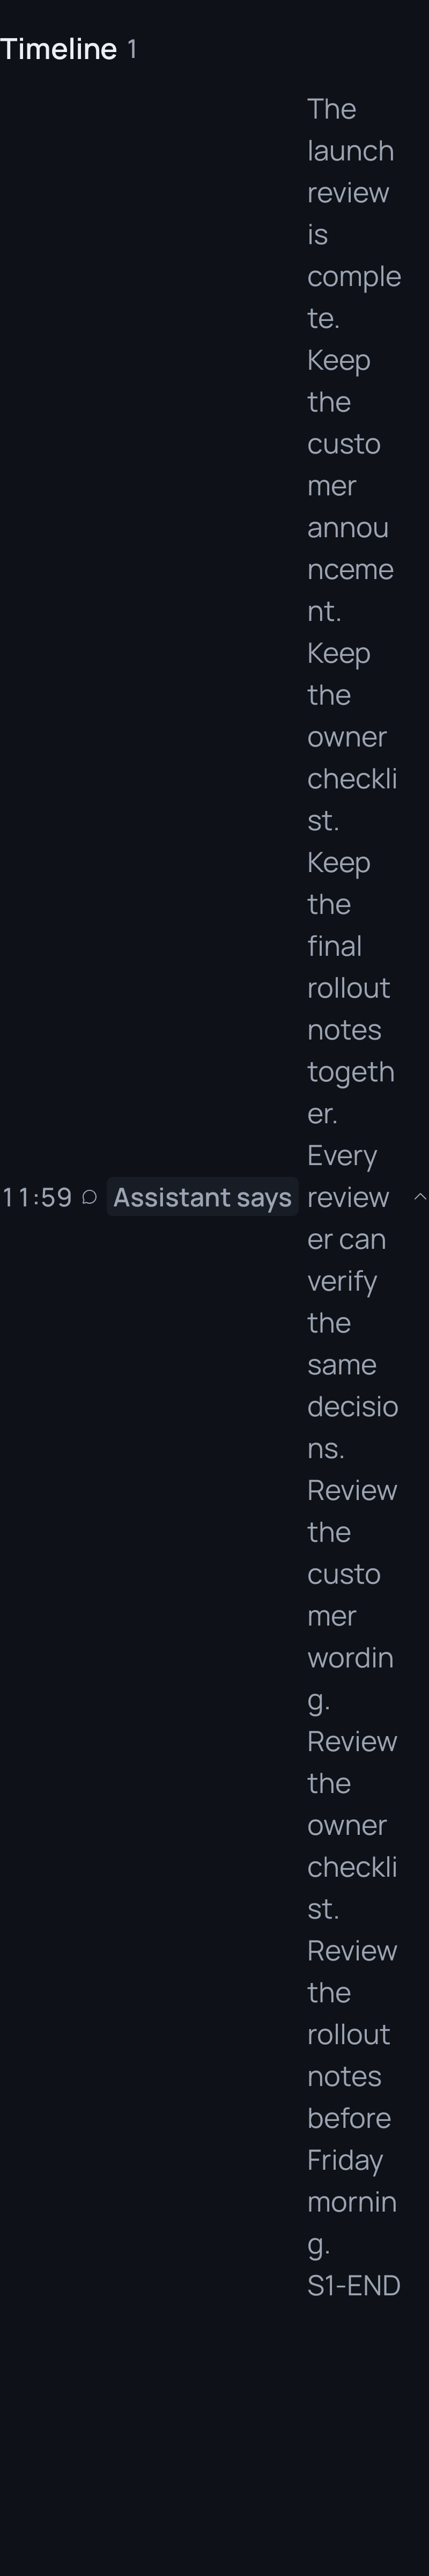 Timeline 1
The
launch
review
is
comple
te.
Keep
the
custo
mer
annou
nceme
nt.
Keep
the
owner
checkli
st.
Keep
the
final
rollout
notes
togeth
er.
Every
11:59 Assistant says review
er can
verify
the
same
decisio
ns.
Review
the
custo
mer
wordin
g.
Review
the
owner
checkli
st.
Review
the
rollout
notes
before
Friday
mornin
g.
S1-END